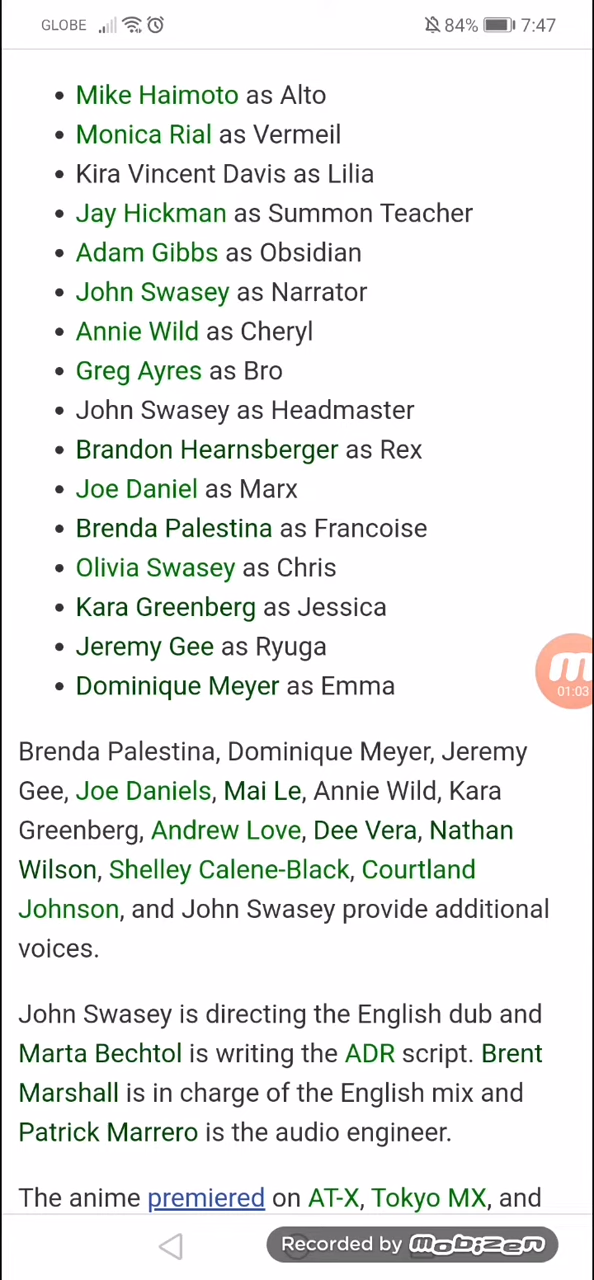 GLOBE 84% 7:47
• Mike Haimoto as Alto
• Monica Rial as Vermeil
• Kira Vincent Davis as Lilia
• Jay Hickman as Summon Teacher
• Adam Gibbs as Obsidian
• John Swasey as Narrator
• Annie Wild as Cheryl
• Greg Ayres as Bro
• John Swasey as Headmaster
• Brandon Hearnsberger as Rex
• Joe Daniel as Marx
• Brenda Palestina as Francoise
• Olivia Swasey as Chris
• Kara Greenberg as Jessica
• Jeremy Gee as Ryuga
• Dominique Meyer as Emma
01:03
Brenda Palestina, Dominique Meyer, Jeremy
Gee, Joe Daniels, Mai Le, Annie Wild, Kara
Greenberg, Andrew Love, Dee Vera, Nathan
Wilson, Shelley Calene-Black, Courtland
Johnson, and John Swasey provide additional
voices.
John Swasey is directing the English dub and
Marta Bechtol is writing the ADR script. Brent
Marshall is in charge of the English mix and
Patrick Marrero is the audio engineer.
The anime premiered on AT-X, Tokyo MX, and
Recorded by mobizen